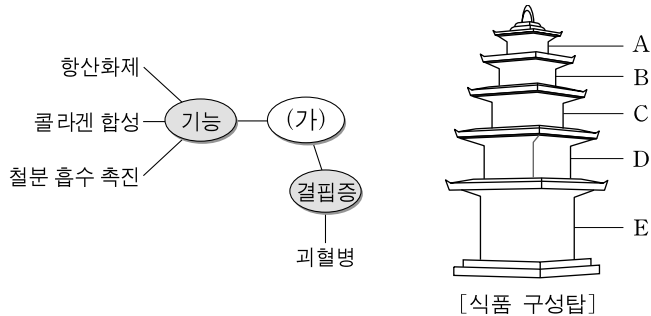 항산화제
콜라겐 합성
철분 흡수 촉진
기능
(가)
결핍증
괴혈병
A
B
C
D
E
[식품 구성탑]